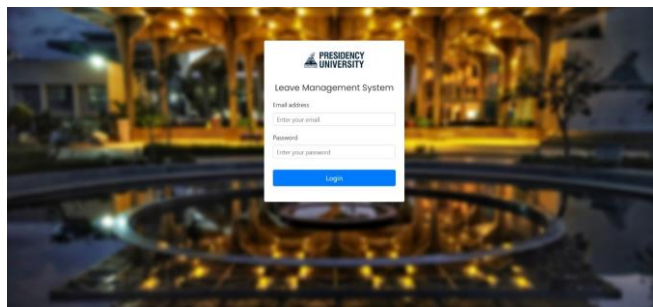 PRESIDENCY
UNIVERSITY
Leave Management System
Email address
Enter your email
Password
Enter your password
Login